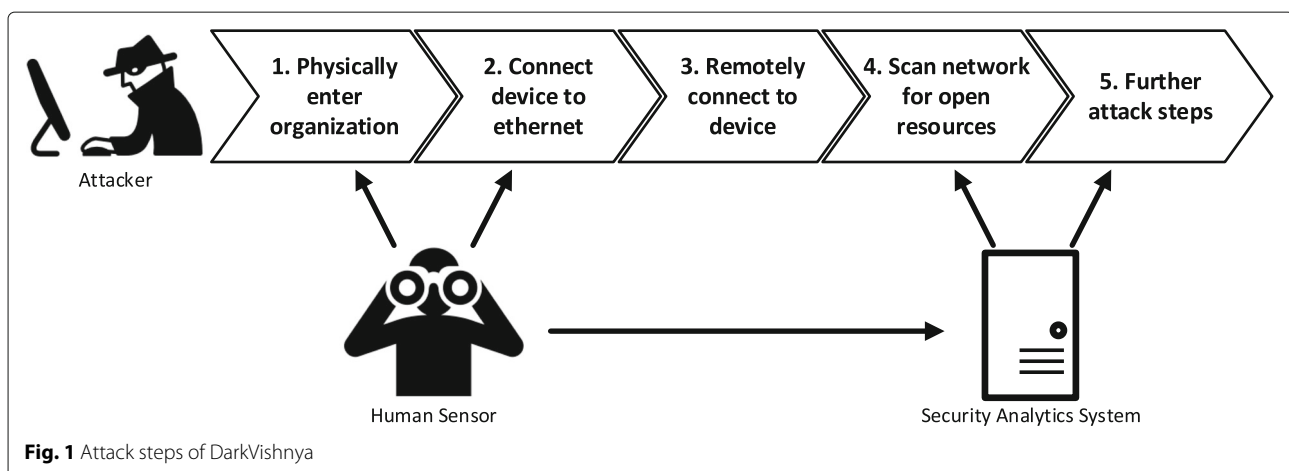 1. Physically
enter
organization
2. Connect
device to
ethernet
3. Remotely
connect to
device
4. Scan network
for open
resources
5. Further
attack steps
Attacker
Human Sensor
Security Analytics System
Fig. 1 Attack steps of DarkVishnya